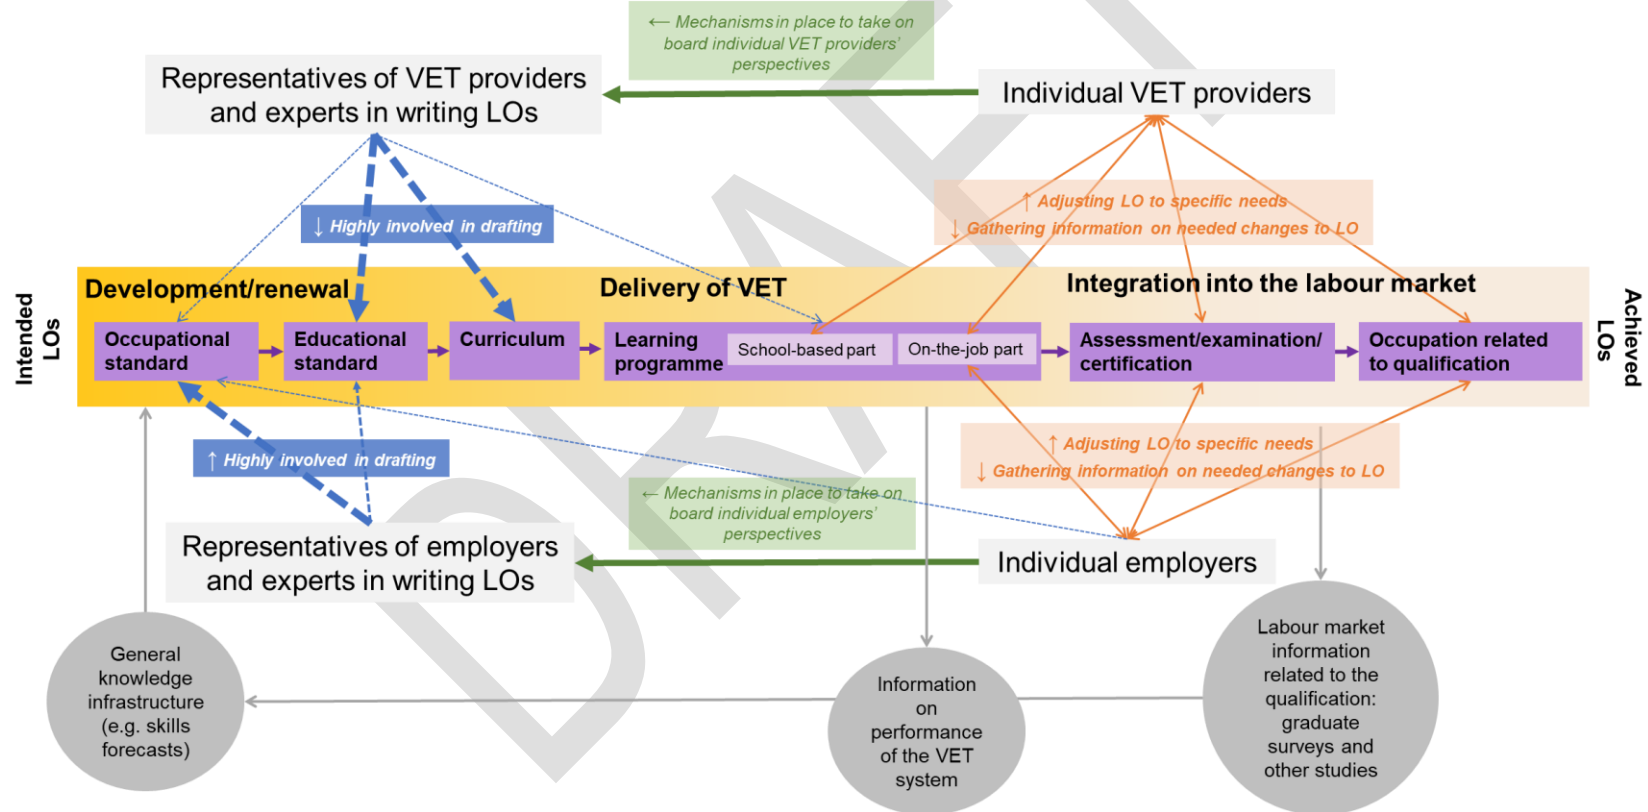 ← Mechanisms in place to take on
board individual VET providers'
perspectives
Representatives of VET providers
and experts in writing LOs
Individual VET providers
↓ Highly involved in drafting
↑ Adjusting LO to specific needs
↓ Gathering information on needed changes to LO
Intended
LOs
Development/renewal
Delivery of VET
Integration into the labour market
Achieved
LOs
Occupational
standard
Educational
standard
Curriculum
Learning
programme
School-based part
On-the-job part
Assessment/examination/
certification
Occupation related
to qualification
↑ Highly involved in drafting
↑ Adjusting LO to specific needs
↓ Gathering information on needed changes to LO
← Mechanisms in place to take on
board individual employers'
perspectives
Representatives of employers
and experts in writing LOs
Individual employers
General
knowledge
infrastructure
(e.g. skills
forecasts)
Information
on
performance
of the VET
system
Labour market
information
related to the
qualification:
graduate
surveys and
other studies
DRAFT